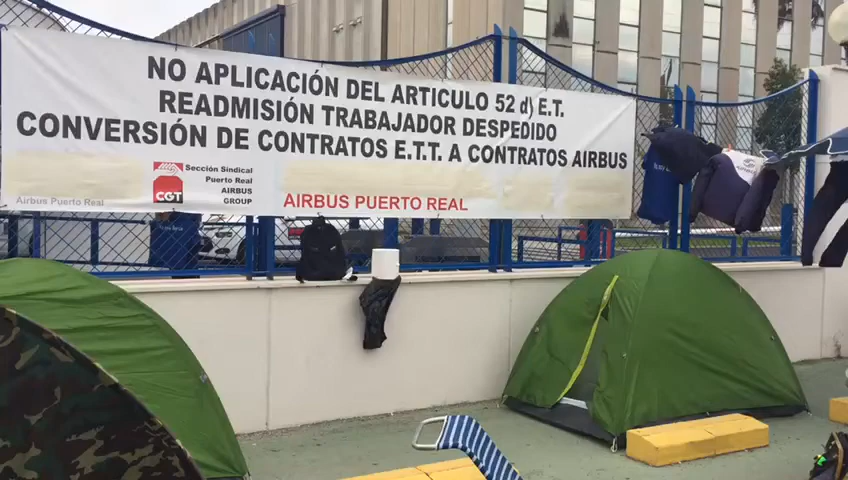 NO APLICACIÓN DEL ARTICULO 52 d) E.T.
READMISIÓN TRABAJADOR DESPEDIDO
CONVERSIÓN DE CONTRATOS E.T.T. A CONTRATOS AIRBUS
Airbus Puerto Real
CGT
Sección Sindical
Puerto Real
AIRBUS
GROUP
AIRBUS PUERTO REAL